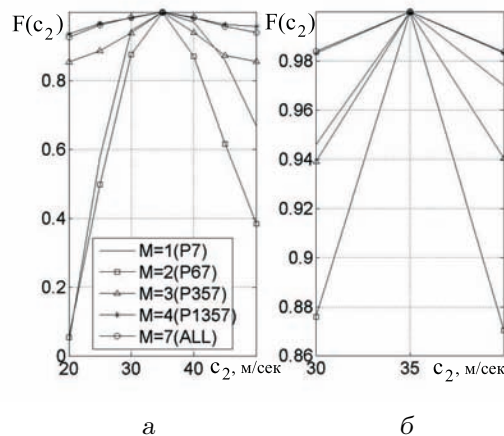 F(c₂)
0.8
0.6
0.4
0.2
0
20
30
40
c₂, м/сек
M=1(P7)
M=2(P67)
M=3(P357)
M=4(P1357)
M=7(ALL)
а
F(c₂)
0.98
0.96
0.94
0.92
0.9
0.88
0.86
30
35
c₂, м/сек
б